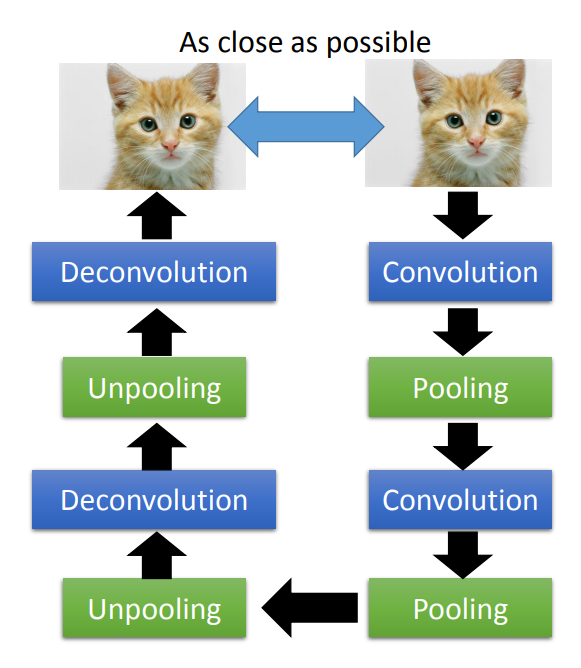 As close as possible
Deconvolution
Convolution
Unpooling
Pooling
Deconvolution
Convolution
Unpooling
Pooling